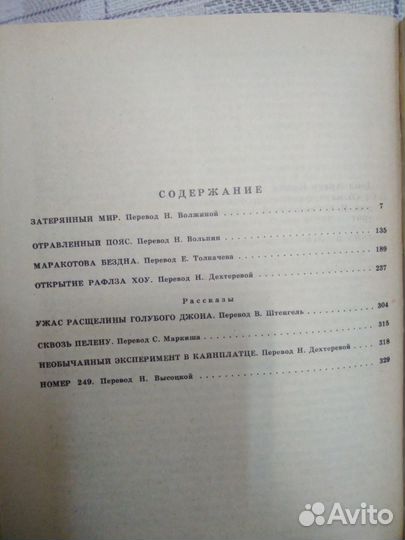 СОДЕРЖАНИЕ
ЗАТЕРЯННЫЙ МИР. Перевод Н. Волжиной . . . . . . . . . . . . . . . . . 7
ОТРАВЛЕННЫЙ ПОЯС. Перевод Н. Вольпин . . . . . . . . . . . . . . . . 135
МАРАКОТОВА БЕЗДНА. Перевод Е. Толкачева . . . . . . . . . . . . . . . 189
ОТКРЫТИЕ РАФЛЗА ХОУ. Перевод Н. Дехтеревой . . . . . . . . . . . . . 237
Рассказы
УЖАС РАСЩЕЛИНЫ ГОЛУБОГО ДЖОНА. Перевод В. Штенгель . . . . . . . 304
СКВОЗЬ ПЕЛЕНУ. Перевод С. Маркиша . . . . . . . . . . . . . . . . . . 315
НЕОБЫЧАЙНЫЙ ЭКСПЕРИМЕНТ В КАЙНПЛАТЦЕ. Перевод Н. Дехтеревой . . 318
НОМЕР 249. Перевод Н. Высоцкой . . . . . . . . . . . . . . . . . . . . 329
Avito